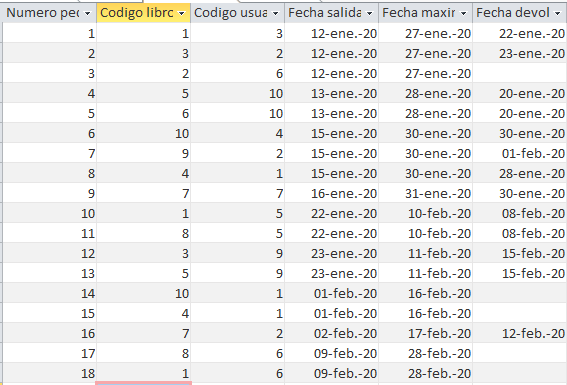 Numero pec Codigo libro Codigo usua Fecha salida Fecha maxin Fecha devol
1 1 3 12-ene.-20 27-ene.-20 22-ene.-20
2 3 2 12-ene.-20 27-ene.-20 23-ene.-20
3 2 6 12-ene.-20 27-ene.-20
4 5 10 13-ene.-20 28-ene.-20 20-ene.-20
5 6 10 13-ene.-20 28-ene.-20 20-ene.-20
6 10 4 15-ene.-20 30-ene.-20 30-ene.-20
7 9 2 15-ene.-20 30-ene.-20 01-feb.-20
8 4 1 15-ene.-20 30-ene.-20 28-ene.-20
9 7 7 16-ene.-20 31-ene.-20 30-ene.-20
10 1 5 22-ene.-20 10-feb.-20 08-feb.-20
11 8 5 22-ene.-20 10-feb.-20 08-feb.-20
12 3 9 23-ene.-20 11-feb.-20 15-feb.-20
13 5 9 23-ene.-20 11-feb.-20 15-feb.-20
14 10 1 01-feb.-20 16-feb.-20
15 4 1 01-feb.-20 16-feb.-20
16 7 2 02-feb.-20 17-feb.-20 12-feb.-20
17 8 6 09-feb.-20 28-feb.-20
18 1 6 09-feb.-20 28-feb.-20